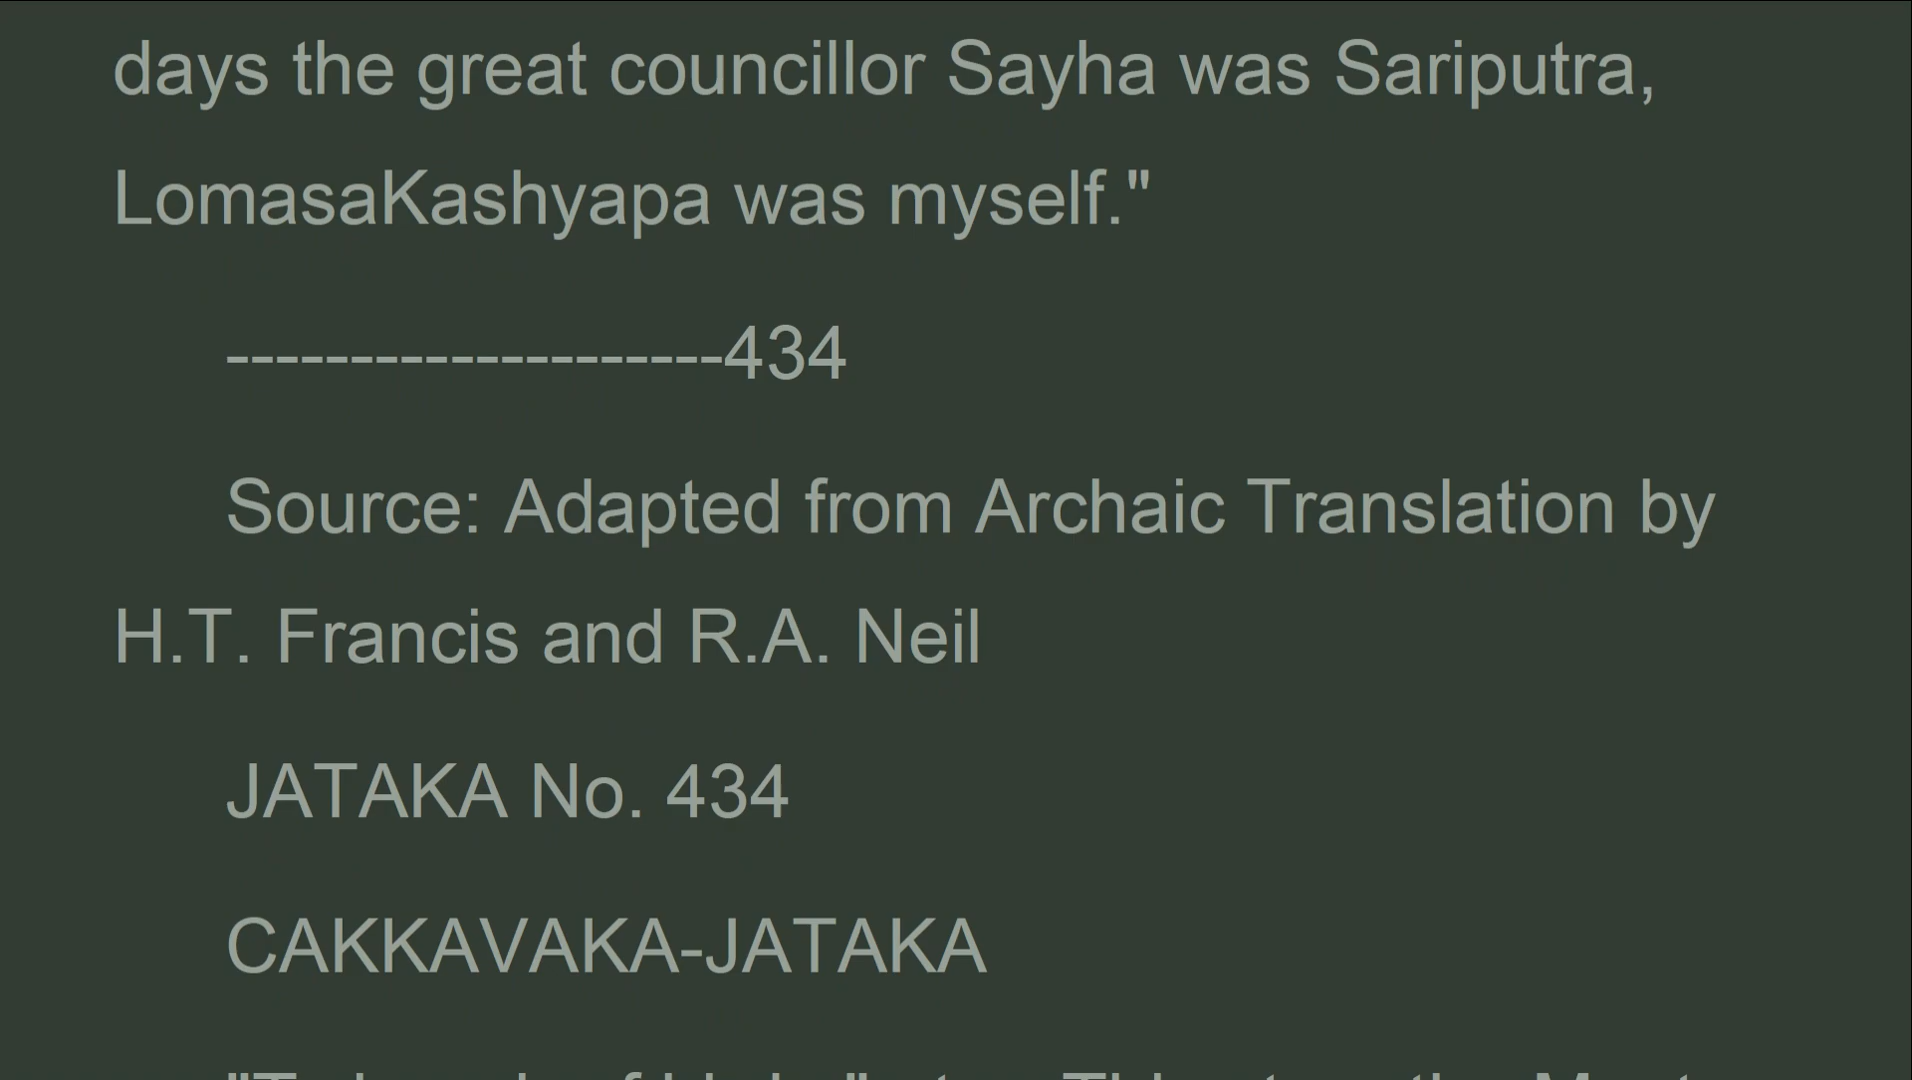 days the great councillor Sayha was Sariputra,
LomasaKashyapa was myself."
--------------------434
Source: Adapted from Archaic Translation by
H.T. Francis and R.A. Neil
JATAKA No. 434
CAKKAVAKA-JATAKA